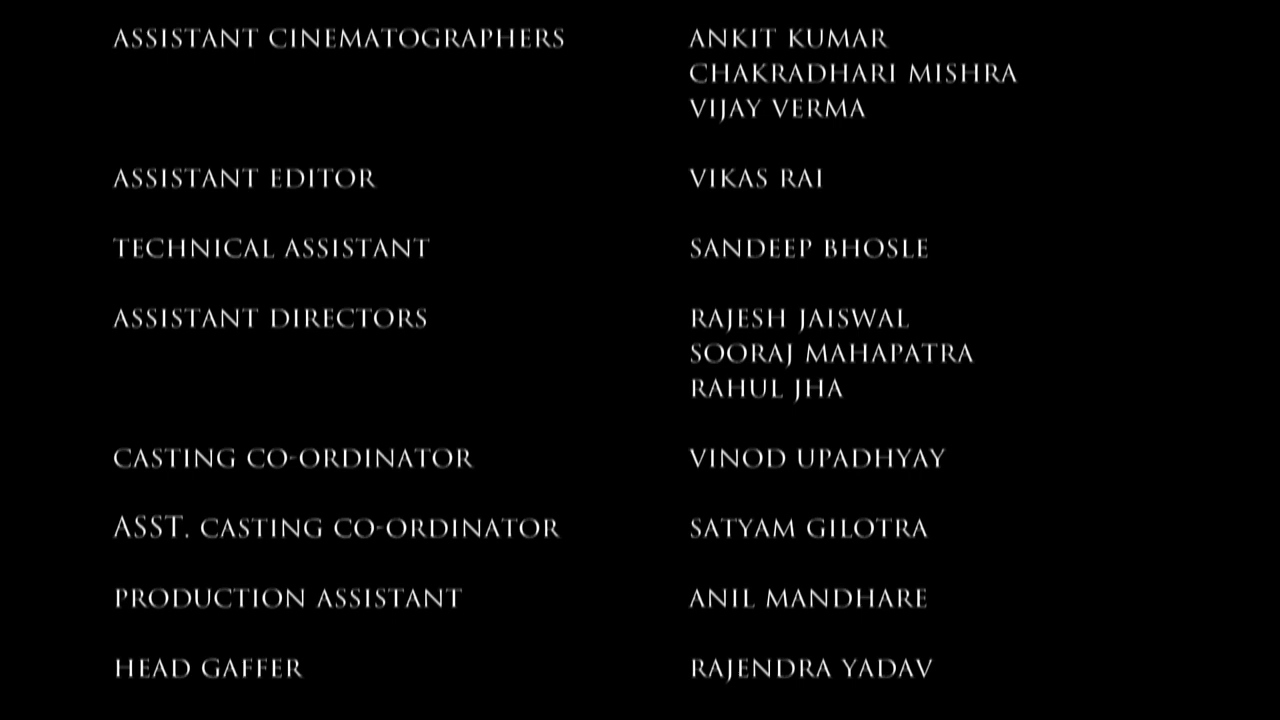 ASSISTANT CINEMATOGRAPHERS ANKIT KUMAR
CHAKRADHARI MISHRA
VIJAY VERMA
ASSISTANT EDITOR VIKAS RAI
TECHNICAL ASSISTANT SANDEEP BHOSLE
ASSISTANT DIRECTORS RAJESH JAISWAL
SOORAJ MAHAPATRA
RAHUL JHA
CASTING CO-ORDINATOR VINOD UPADHYAY
ASST. CASTING CO-ORDINATOR SATYAM GILOTRA
PRODUCTION ASSISTANT ANIL MANDHARE
HEAD GAFFER RAJENDRA YADAV